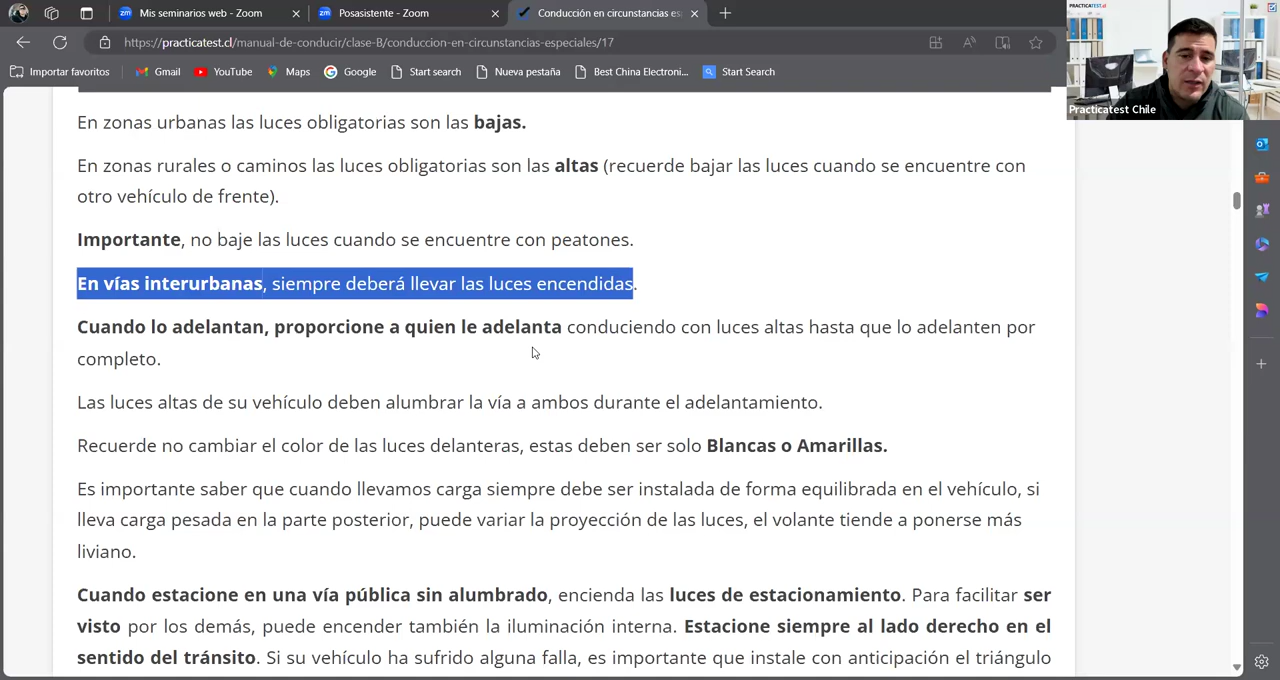 Mis seminarios web - Zoom
Posasistente - Zoom
Conducción en circunstancias es
https://practicatest.cl/manual-de-conducir/clase-B/conduccion-en-circunstancias-especiales/17
Importar favoritos
Gmail
YouTube
Maps
Google
Start search
Nueva pestaña
Best China Electroni...
Start Search
PRACTICATEST.cl
Practicatest Chile
En zonas urbanas las luces obligatorias son las bajas.
En zonas rurales o caminos las luces obligatorias son las altas (recuerde bajar las luces cuando se encuentre con
otro vehículo de frente).
Importante, no baje las luces cuando se encuentre con peatones.
En vías interurbanas, siempre deberá llevar las luces encendidas.
Cuando lo adelantan, proporcione a quien le adelanta conduciendo con luces altas hasta que lo adelanten por
completo.
Las luces altas de su vehículo deben alumbrar la vía a ambos durante el adelantamiento.
Recuerde no cambiar el color de las luces delanteras, estas deben ser solo Blancas o Amarillas.
Es importante saber que cuando llevamos carga siempre debe ser instalada de forma equilibrada en el vehículo, si
lleva carga pesada en la parte posterior, puede variar la proyección de las luces, el volante tiende a ponerse más
liviano.
Cuando estacione en una vía pública sin alumbrado, encienda las luces de estacionamiento. Para facilitar ser
visto por los demás, puede encender también la iluminación interna. Estacione siempre al lado derecho en el
sentido del tránsito. Si su vehículo ha sufrido alguna falla, es importante que instale con anticipación el triángulo